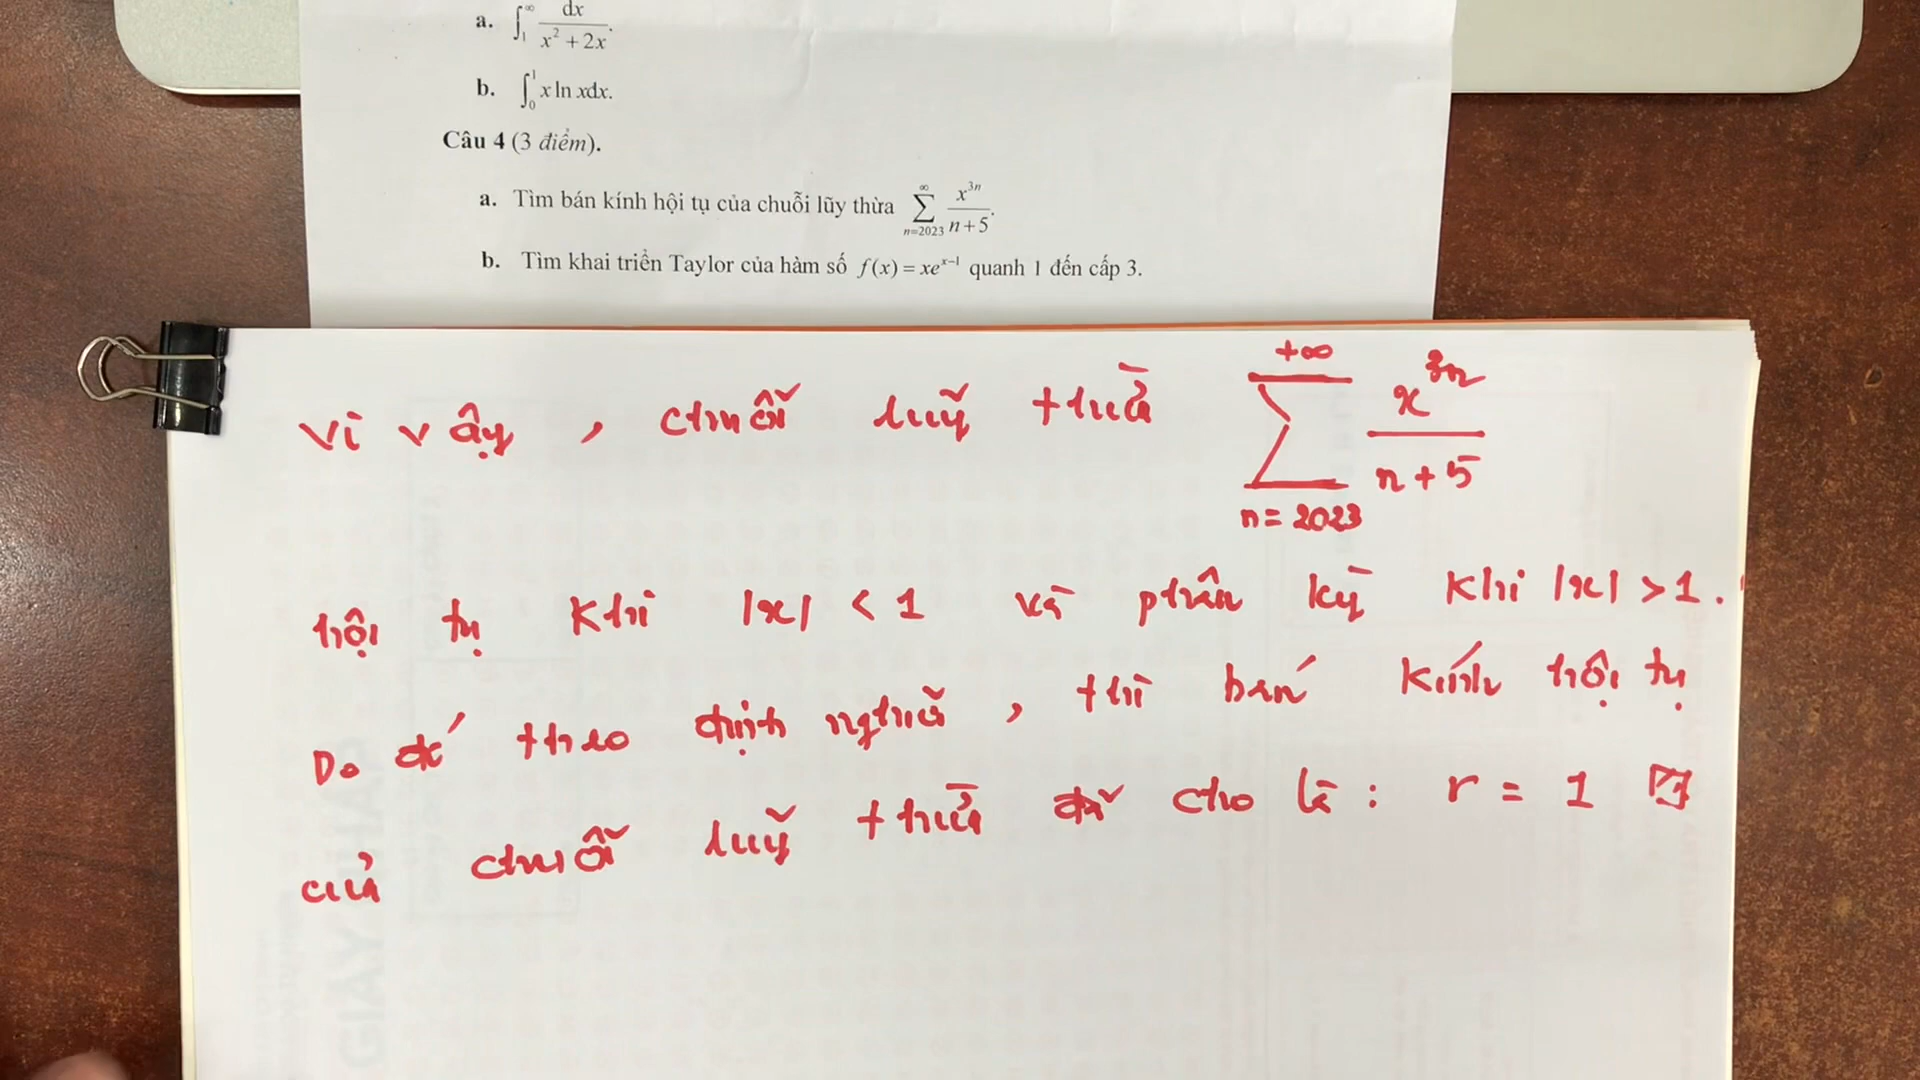 a. ∫₁^∞ dx / (x² + 2x).
b. ∫₀¹ x ln xdx.
Câu 4 (3 điểm).
a. Tìm bán kính hội tụ của chuỗi lũy thừa ∑_{n=2023}^{∞} x^{3n} / (n+5).
b. Tìm khai triển Taylor của hàm số f(x) = xe^{x-1} quanh 1 đến cấp 3.
Vì vậy, chuỗi luỹ thừa ∑_{n=2023}^{+∞} x^{3n} / (n+5)
hội tụ khi |x| < 1 và phân kỳ khi |x| > 1.
Do đó theo định nghĩa, thì bán kính hội tụ
của chuỗi luỹ thừa đã cho là: r = 1